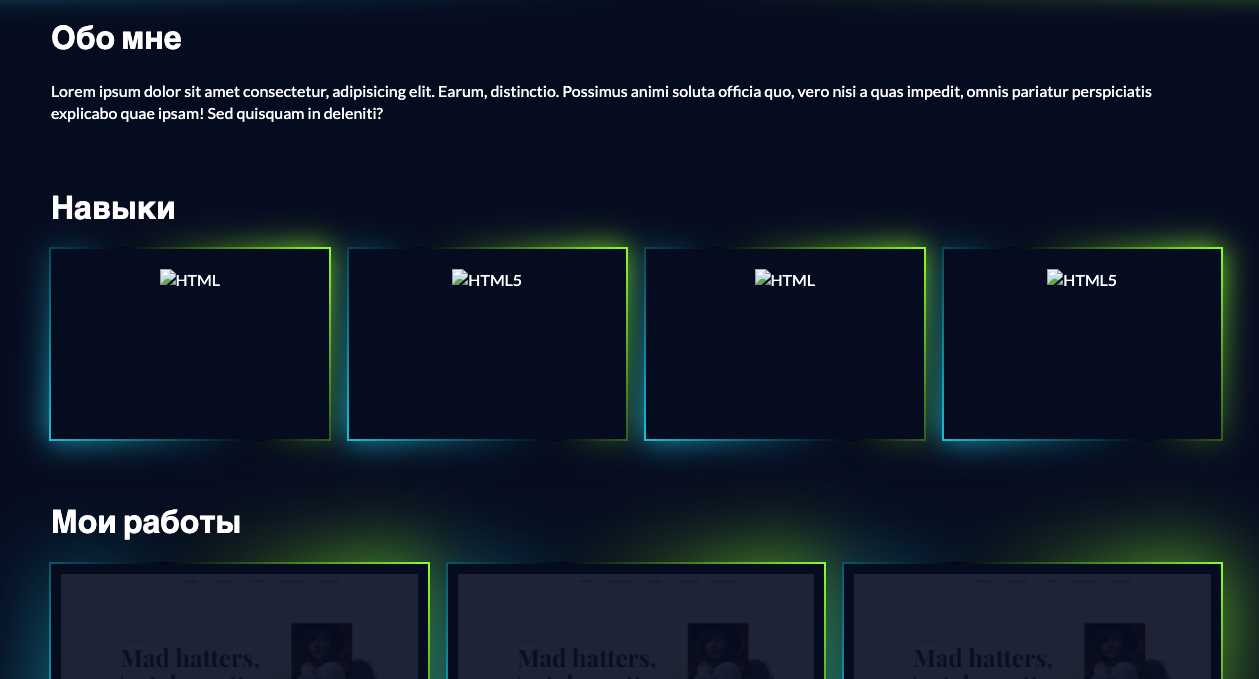 Обо мне
Lorem ipsum dolor sit amet consectetur, adipisicing elit. Earum, distinctio. Possimus animi soluta officia quo, vero nisi a quas impedit, omnis pariatur perspiciatis
explicabo quae ipsam! Sed quisquam in deleniti?
Навыки
HTML HTML5 HTML HTML5
Мои работы
Mad hatters, Mad hatters, Mad hatters,